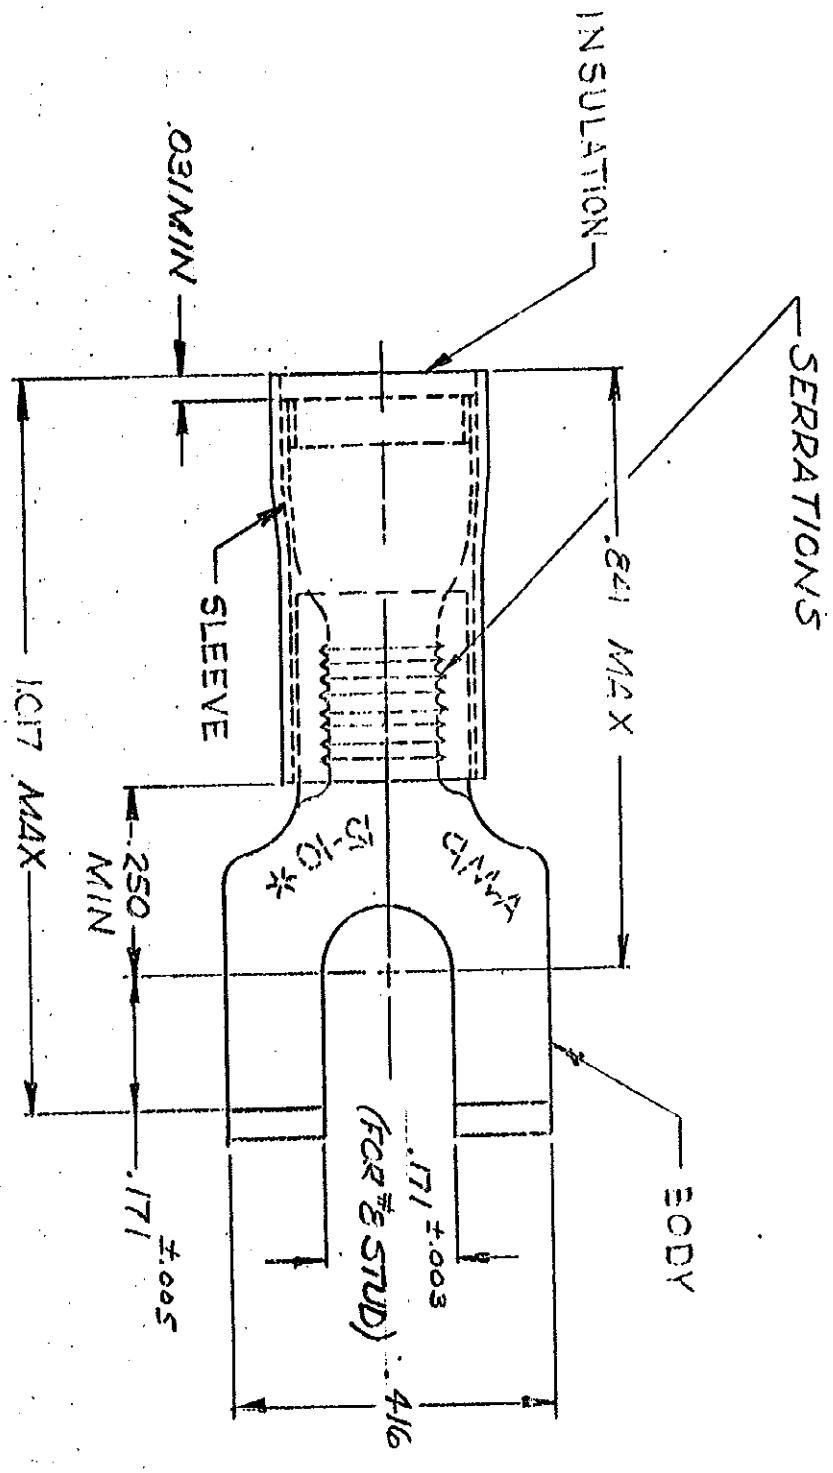 INSULATION
SERRATIONS
.031 MIN
.841 MAX
SLEEVE
1.017 MAX
.250
MIN
AMP
*
.171
±.005
.171 ±.003
(FOR #8 STUD)
.416
BODY